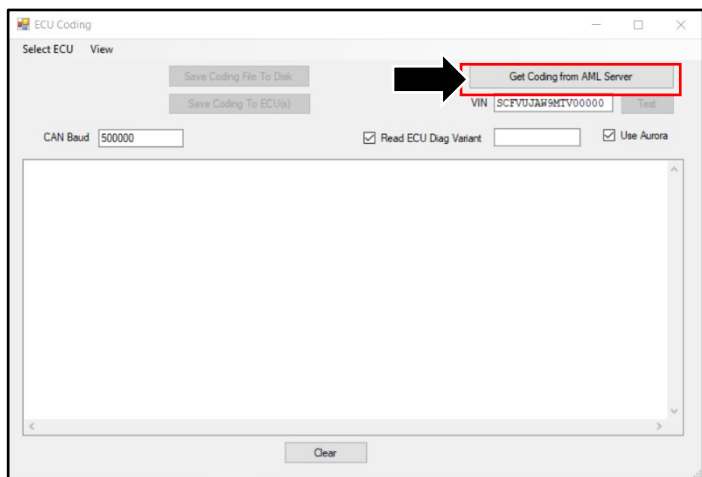 ECU Coding
Select ECU View
Save Coding File To Disk
Get Coding from AML Server
Save Coding To ECU(s)
VIN SCFVUJAW9MTV00000 Test
CAN Baud 500000
Read ECU Diag Variant
Use Aurora
Clear